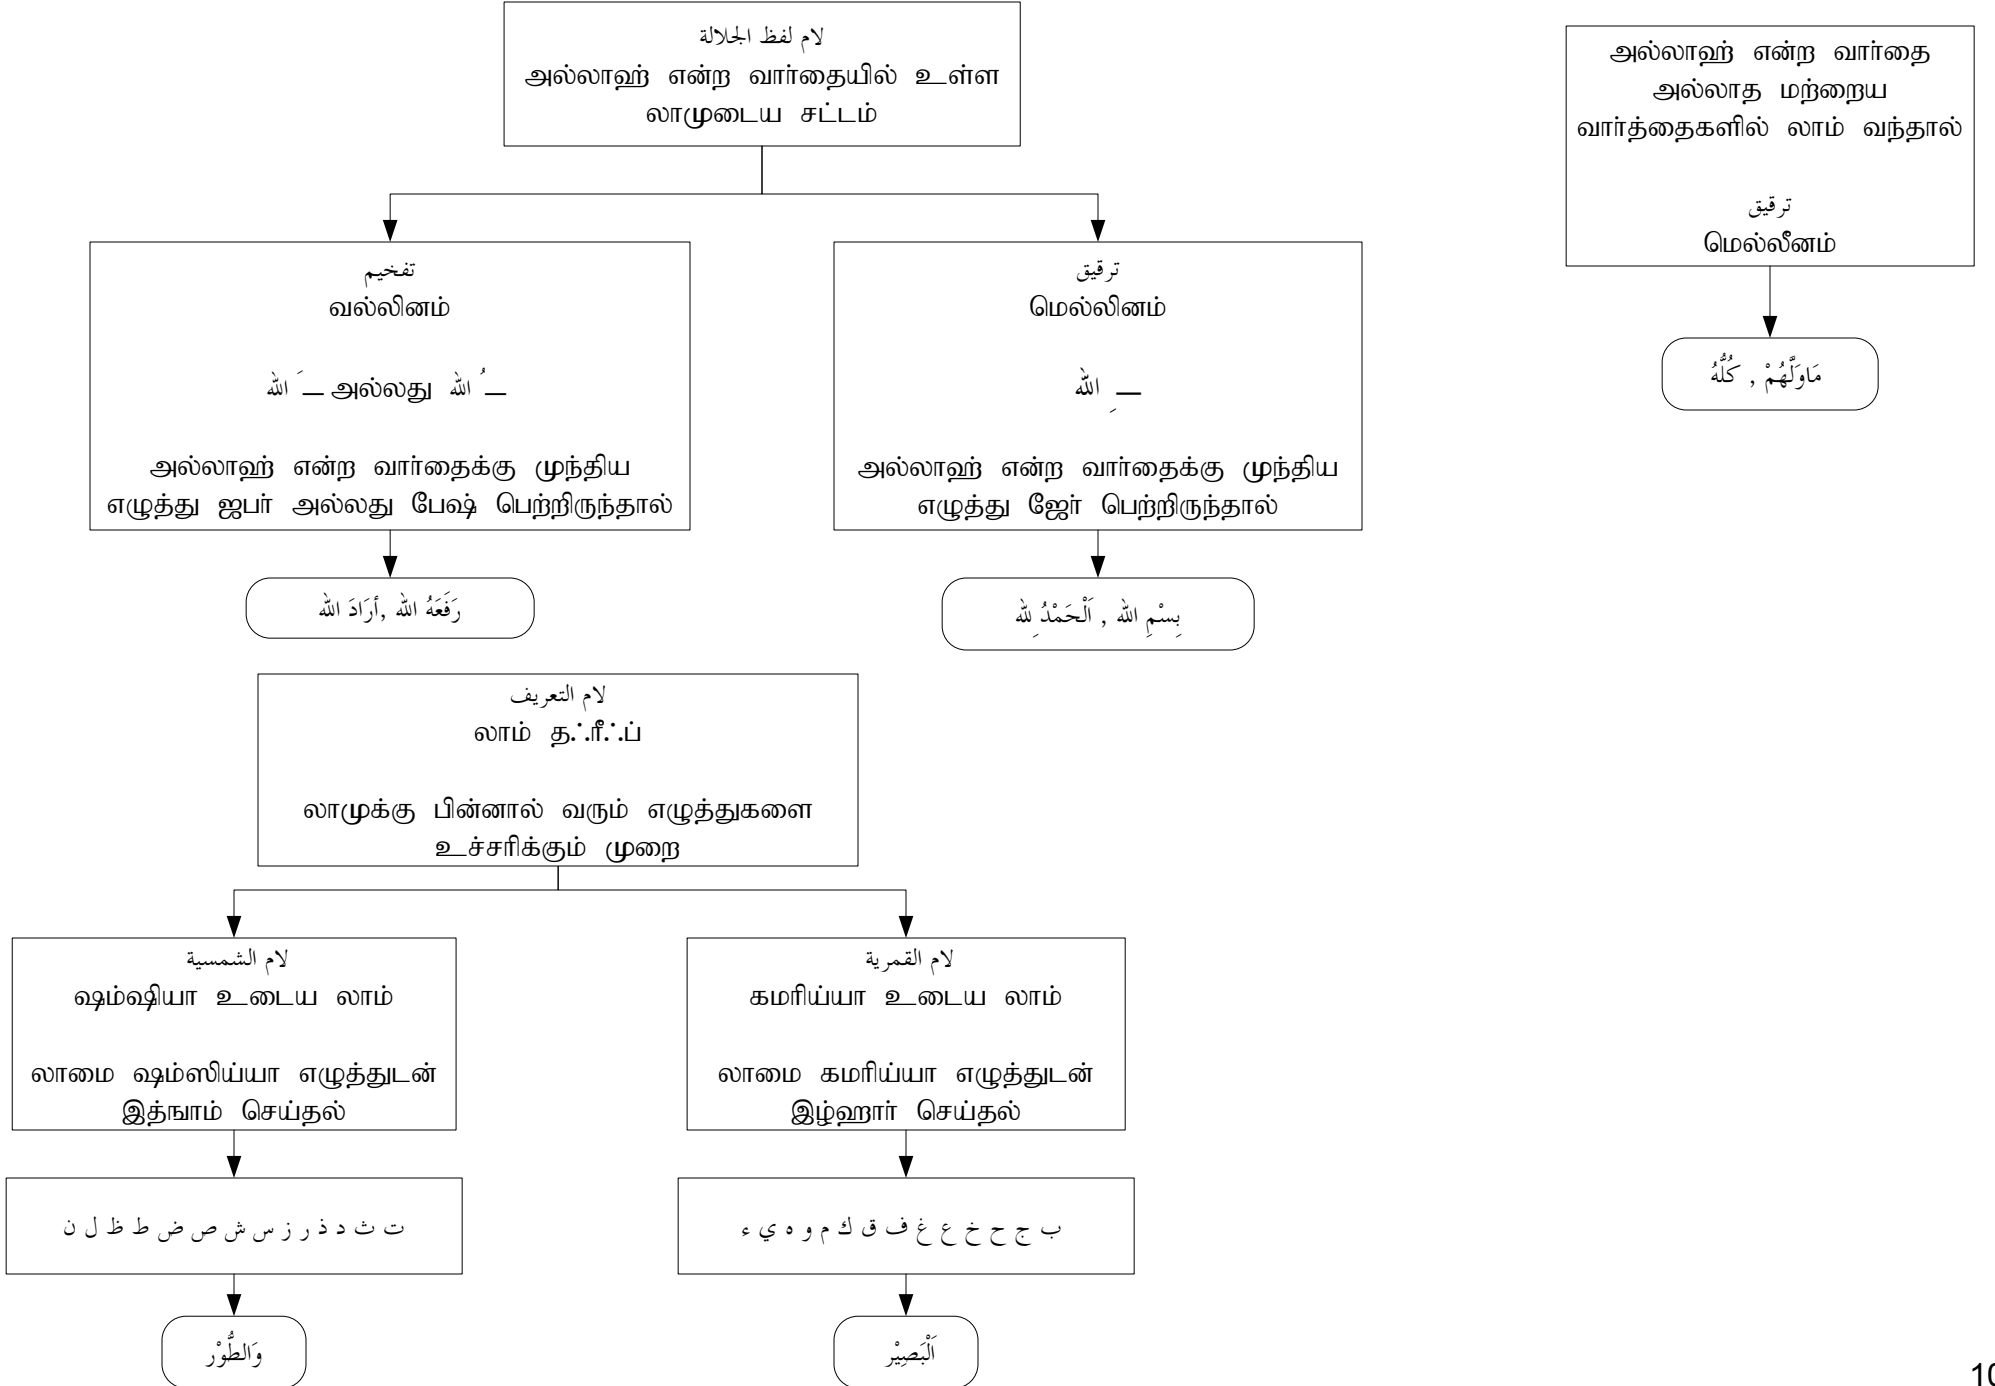 لام لفظ الجلالة
அல்லாஹ் என்ற வார்தையில் உள்ள
லாமுடைய சட்டம்
تفخيم
வல்லினம்
ـَ الله அல்லது ـُ الله
அல்லாஹ் என்ற வார்தைக்கு முந்திய
எழுத்து ஜபர் அல்லது பேஷ் பெற்றிருந்தால்
رَفَعَهُ الله ,أرَادَ الله
ترقيق
மெல்லினம்
ـِ الله
அல்லாஹ் என்ற வார்தைக்கு முந்திய
எழுத்து ஜேர் பெற்றிருந்தால்
بِسْمِ الله , اَلْحَمْدُ لِله
அல்லாஹ் என்ற வார்தை
அல்லாத மற்றைய
வார்த்தைகளில் லாம் வந்தால்
ترقيق
மெல்லீனம்
مَاوَلَّهُمْ , كُلُّهُ
لام التعريف
லாம் தஃரீஃப்
லாமுக்கு பின்னால் வரும் எழுத்துகளை
உச்சரிக்கும் முறை
لام الشمسية
ஷம்ஷியா உடைய லாம்
லாமை ஷம்ஸிய்யா எழுத்துடன்
இத்ஙாம் செய்தல்
ت ث د ذ ر ز س ش ص ض ط ظ ل ن
وَالطُّوْر
لام القمرية
கமரிய்யா உடைய லாம்
லாமை கமரிய்யா எழுத்துடன்
இழ்ஹார் செய்தல்
ب ج ح خ ع غ ف ق ك م و ه ي ء
اَلْبَصِيْر